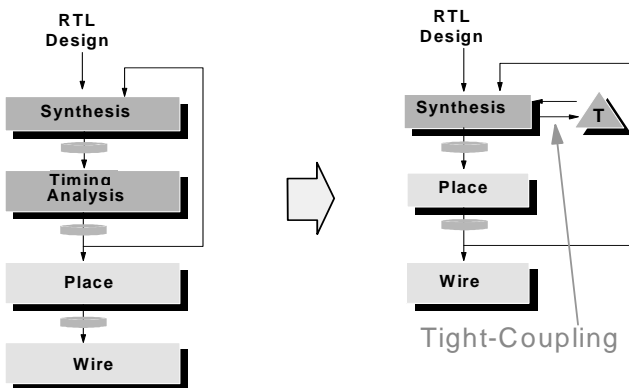 RTL
Design
Synthesis
Timing
Analysis
Place
Wire
RTL
Design
Synthesis
T
Place
Wire
Tight-Coupling